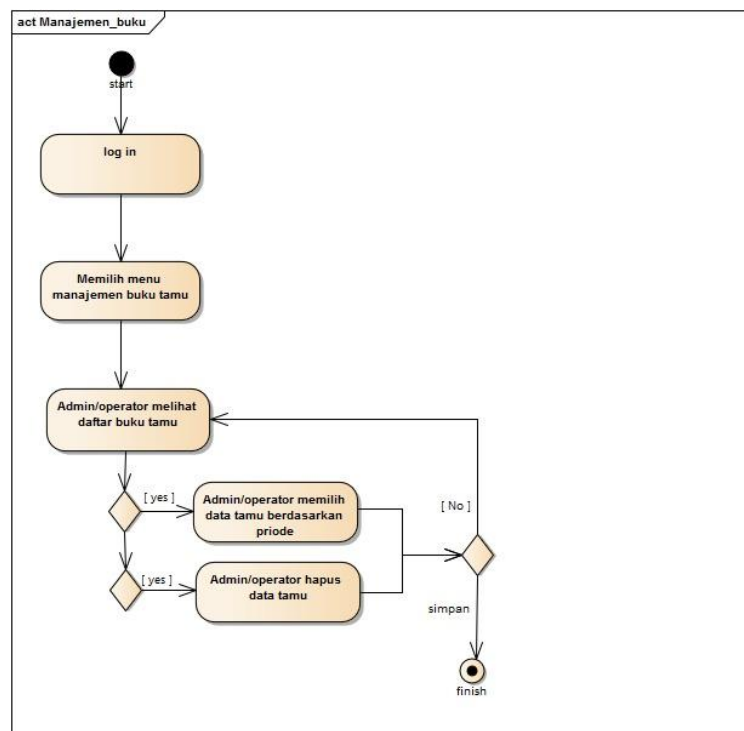 act Manajemen_buku
start
log in
Memilih menu
manajemen buku tamu
Admin/operator melihat
daftar buku tamu
[ yes ]
Admin/operator memilih
data tamu berdasarkan
priode
[ No ]
[ yes ]
Admin/operator hapus
data tamu
simpan
finish